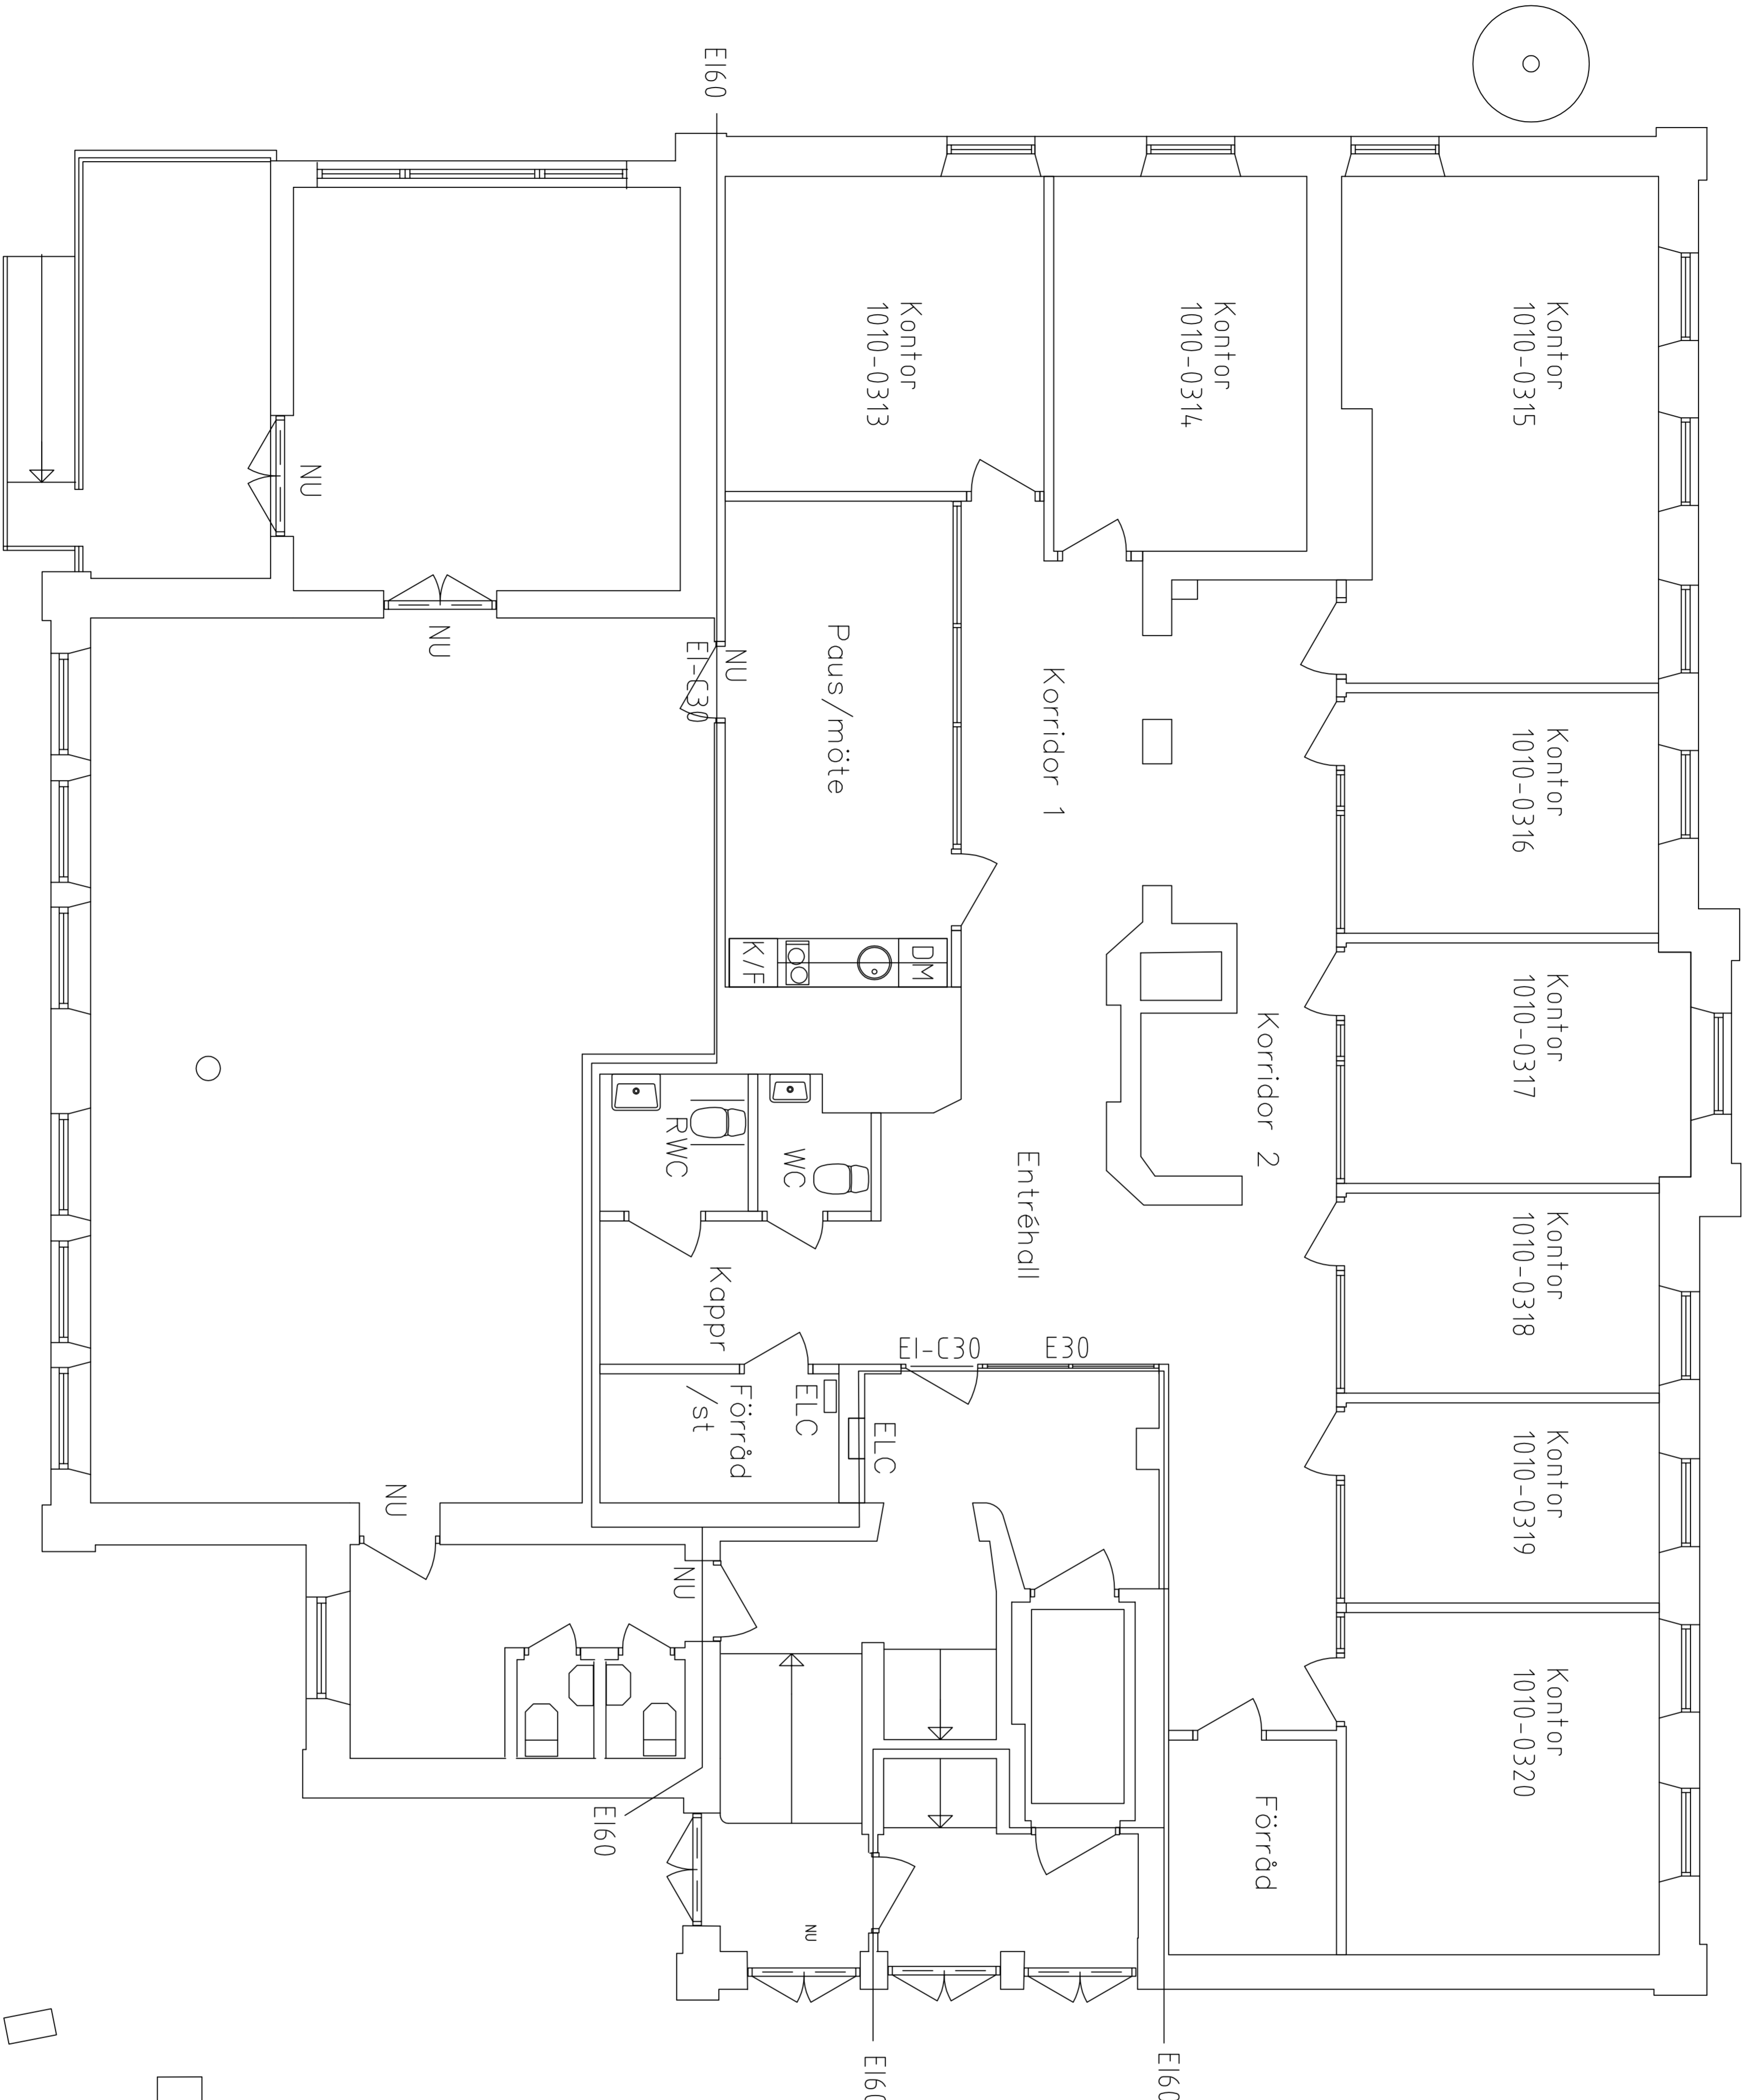 EI60
Kontor
1010-0313
Kontor
1010-0314
Kontor
1010-0315
NU
NU
EI-C30
NU
Paus/möte
Korridor 1
Kontor
1010-0316
K/F
DM
Kontor
1010-0317
Korridor 2
RWC
WC
Entréhall
Kontor
1010-0318
Kappr
EI-C30
E30
Förråd
/st
ELC
ELC
Kontor
1010-0319
NU
NU
Kontor
1010-0320
EI60
Förråd
NU
EI60
EI60